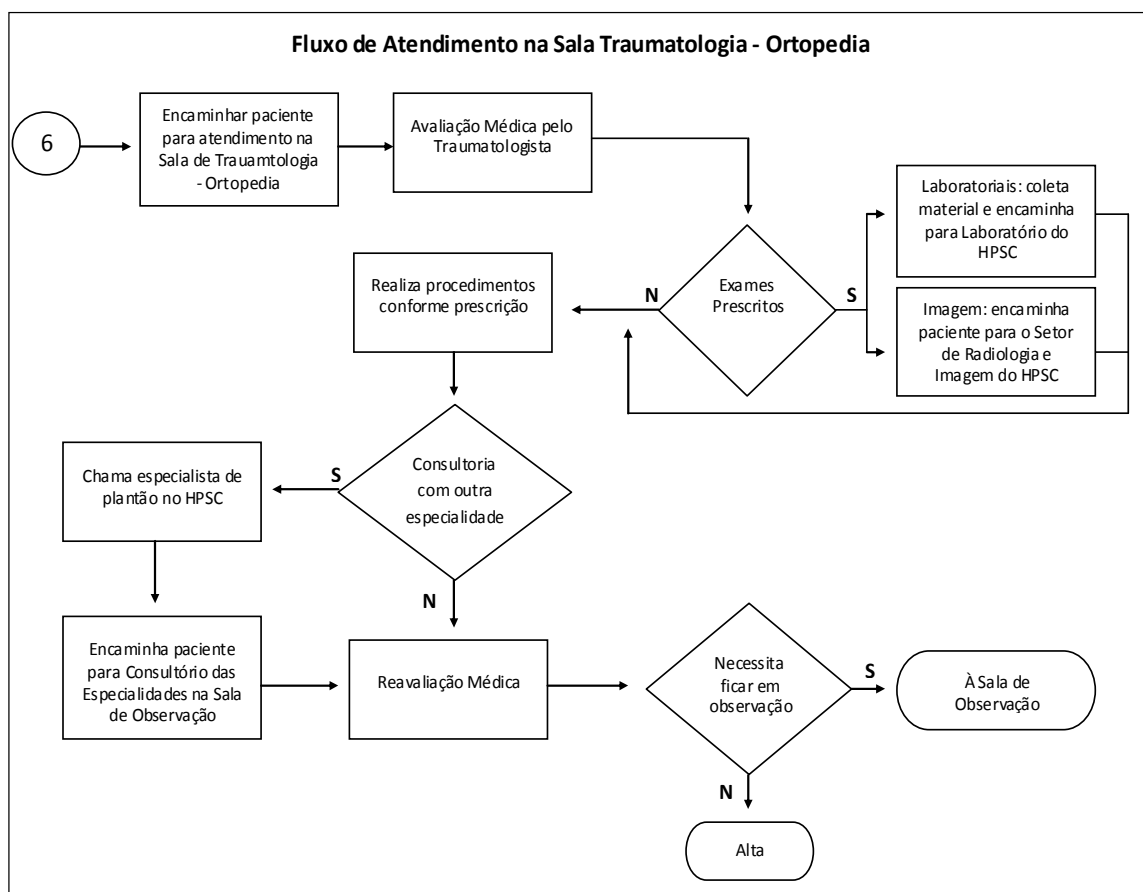 Fluxo de Atendimento na Sala Traumatologia - Ortopedia
6
Encaminhar paciente
para atendimento na
Sala de Trauamtologia
- Ortopedia
Avaliação Médica pelo
Traumatologista
Laboratoriais: coleta
material e encaminha
para Laboratório do
HPSC
Exames
Prescritos
N
S
Realiza procedimentos
conforme prescrição
Imagem: encaminha
paciente para o Setor
de Radiologia e
Imagem do HPSC
Chama especialista de
plantão no HPSC
S
Consultoria
com outra
especialidade
N
Encaminha paciente
para Consultório das
Especialidades na Sala
de Observação
Reavaliação Médica
Necessita
ficar em
observação
S
À Sala de
Observação
N
Alta